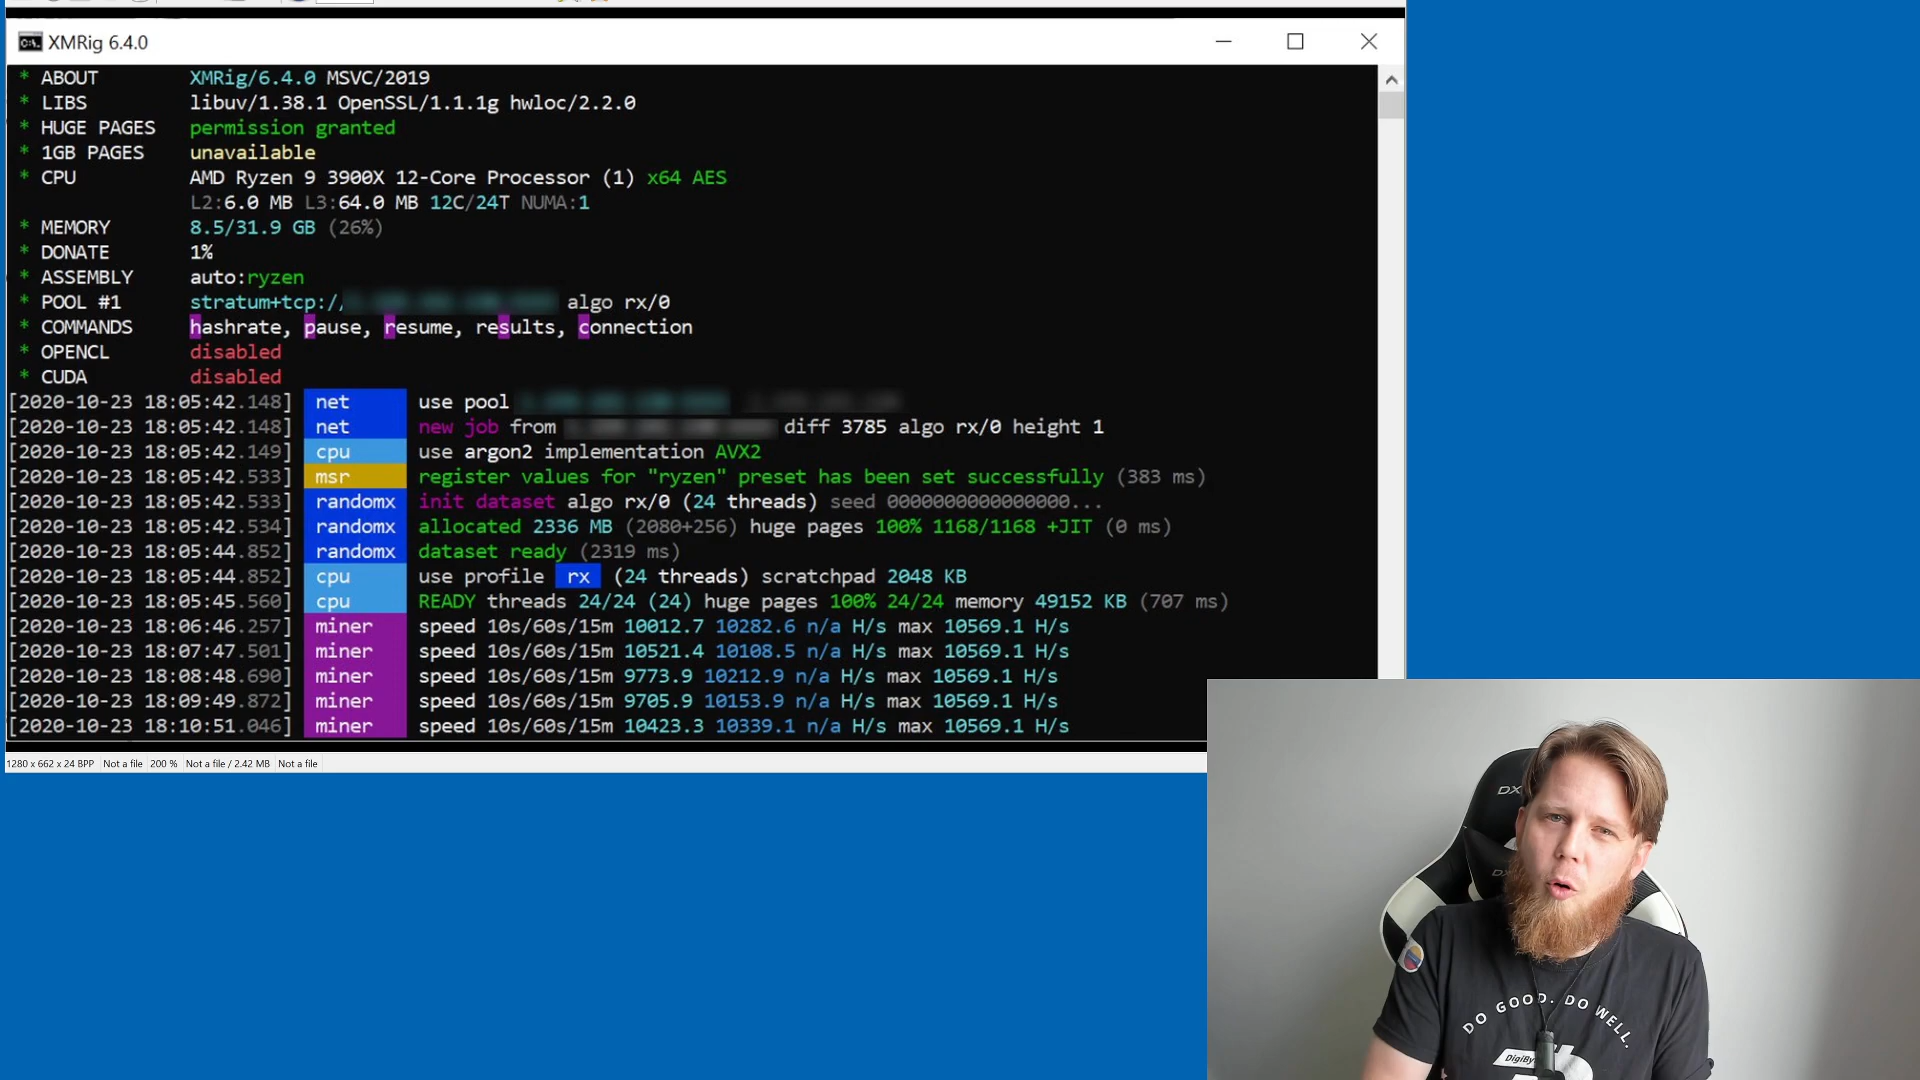 XMRig 6.4.0
* ABOUT XMRig/6.4.0 MSVC/2019
* LIBS libuv/1.38.1 OpenSSL/1.1.1g hwloc/2.2.0
* HUGE PAGES permission granted
* 1GB PAGES unavailable
* CPU AMD Ryzen 9 3900X 12-Core Processor (1) x64 AES
L2:6.0 MB L3:64.0 MB 12C/24T NUMA:1
* MEMORY 8.5/31.9 GB (26%)
* DONATE 1%
* ASSEMBLY auto:ryzen
* POOL #1 stratum+tcp:// algo rx/0
* COMMANDS hashrate, pause, resume, results, connection
* OPENCL disabled
* CUDA disabled
[2020-10-23 18:05:42.148] net use pool
[2020-10-23 18:05:42.148] net new job from diff 3785 algo rx/0 height 1
[2020-10-23 18:05:42.149] cpu use argon2 implementation AVX2
[2020-10-23 18:05:42.533] msr register values for "ryzen" preset has been set successfully (383 ms)
[2020-10-23 18:05:42.533] randomx init dataset algo rx/0 (24 threads) seed 0000000000000000...
[2020-10-23 18:05:42.534] randomx allocated 2336 MB (2080+256) huge pages 100% 1168/1168 +JIT (0 ms)
[2020-10-23 18:05:44.852] randomx dataset ready (2319 ms)
[2020-10-23 18:05:44.852] cpu use profile rx (24 threads) scratchpad 2048 KB
[2020-10-23 18:05:45.560] cpu READY threads 24/24 (24) huge pages 100% 24/24 memory 49152 KB (707 ms)
[2020-10-23 18:06:46.257] miner speed 10s/60s/15m 10012.7 10282.6 n/a H/s max 10569.1 H/s
[2020-10-23 18:07:47.501] miner speed 10s/60s/15m 10521.4 10108.5 n/a H/s max 10569.1 H/s
[2020-10-23 18:08:48.690] miner speed 10s/60s/15m 9773.9 10212.9 n/a H/s max 10569.1 H/s
[2020-10-23 18:09:49.872] miner speed 10s/60s/15m 9705.9 10153.9 n/a H/s max 10569.1 H/s
[2020-10-23 18:10:51.046] miner speed 10s/60s/15m 10423.3 10339.1 n/a H/s max 10569.1 H/s
1280 x 662 x 24 BPP Not a file 200 % Not a file / 2.42 MB Not a file
DX
DX
DO GOOD. DO WELL.